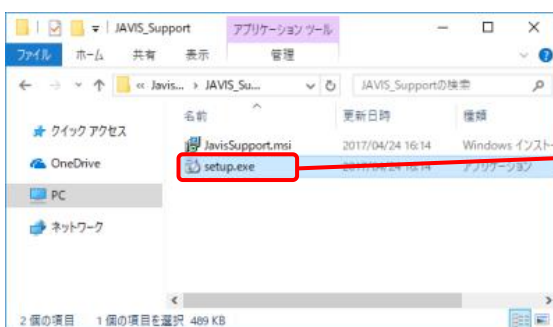 JAVIS_Support
アプリケーション ツール
ファイル ホーム 共有 表示 管理
« Javis... › JAVIS_Su...
JAVIS_Supportの検索
名前 更新日時 種類
クイック アクセス
OneDrive
PC
ネットワーク
JavisSupport.msi 2017/04/24 16:14 Windows インスト
setup.exe 2017/04/24 16:14 アプリケーション
2 個の項目 1 個の項目を選択 489 KB